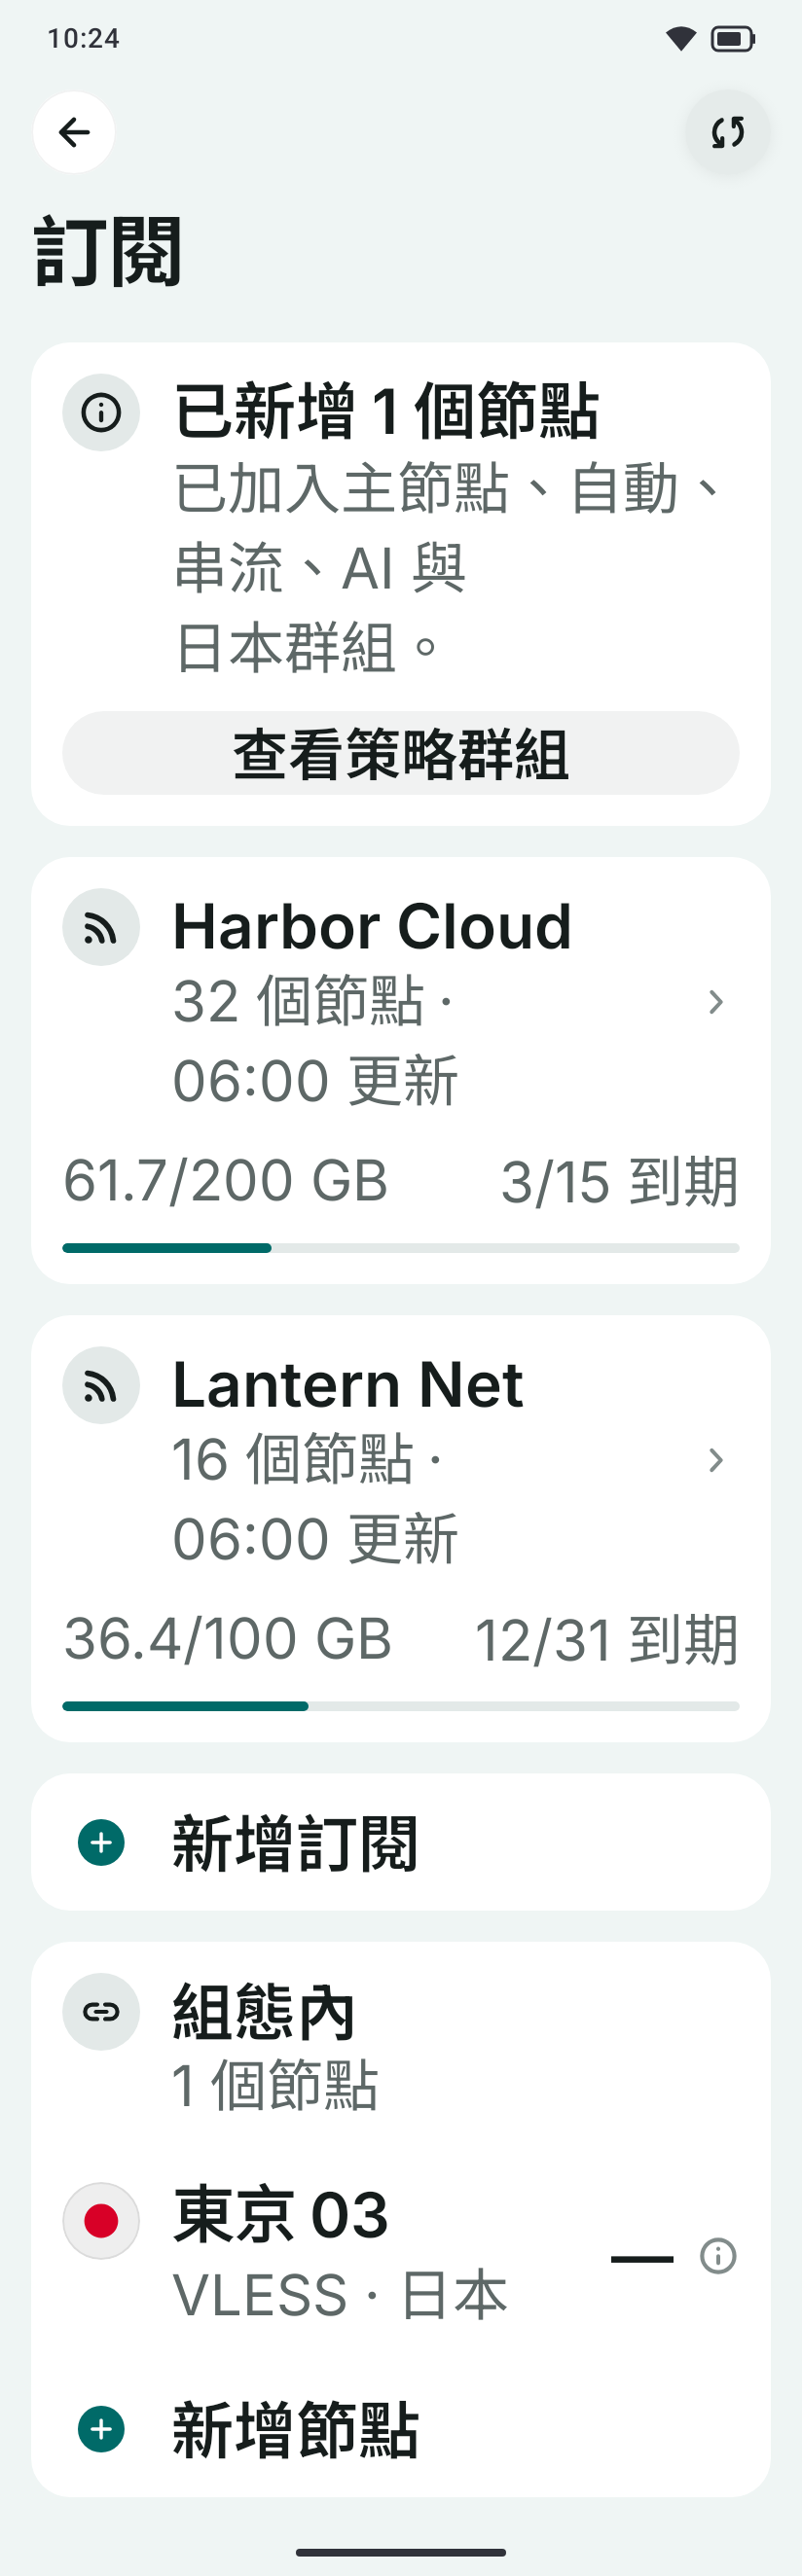 10:24
訂閱
已新增 1 個節點
已加入主節點、自動、
串流、AI 與
日本群組。
查看策略群組
Harbor Cloud
32 個節點 ·
06:00 更新
61.7/200 GB
3/15 到期
Lantern Net
16 個節點 ·
06:00 更新
36.4/100 GB
12/31 到期
新增訂閱
組態內
1 個節點
東京 03
VLESS · 日本
—
新增節點